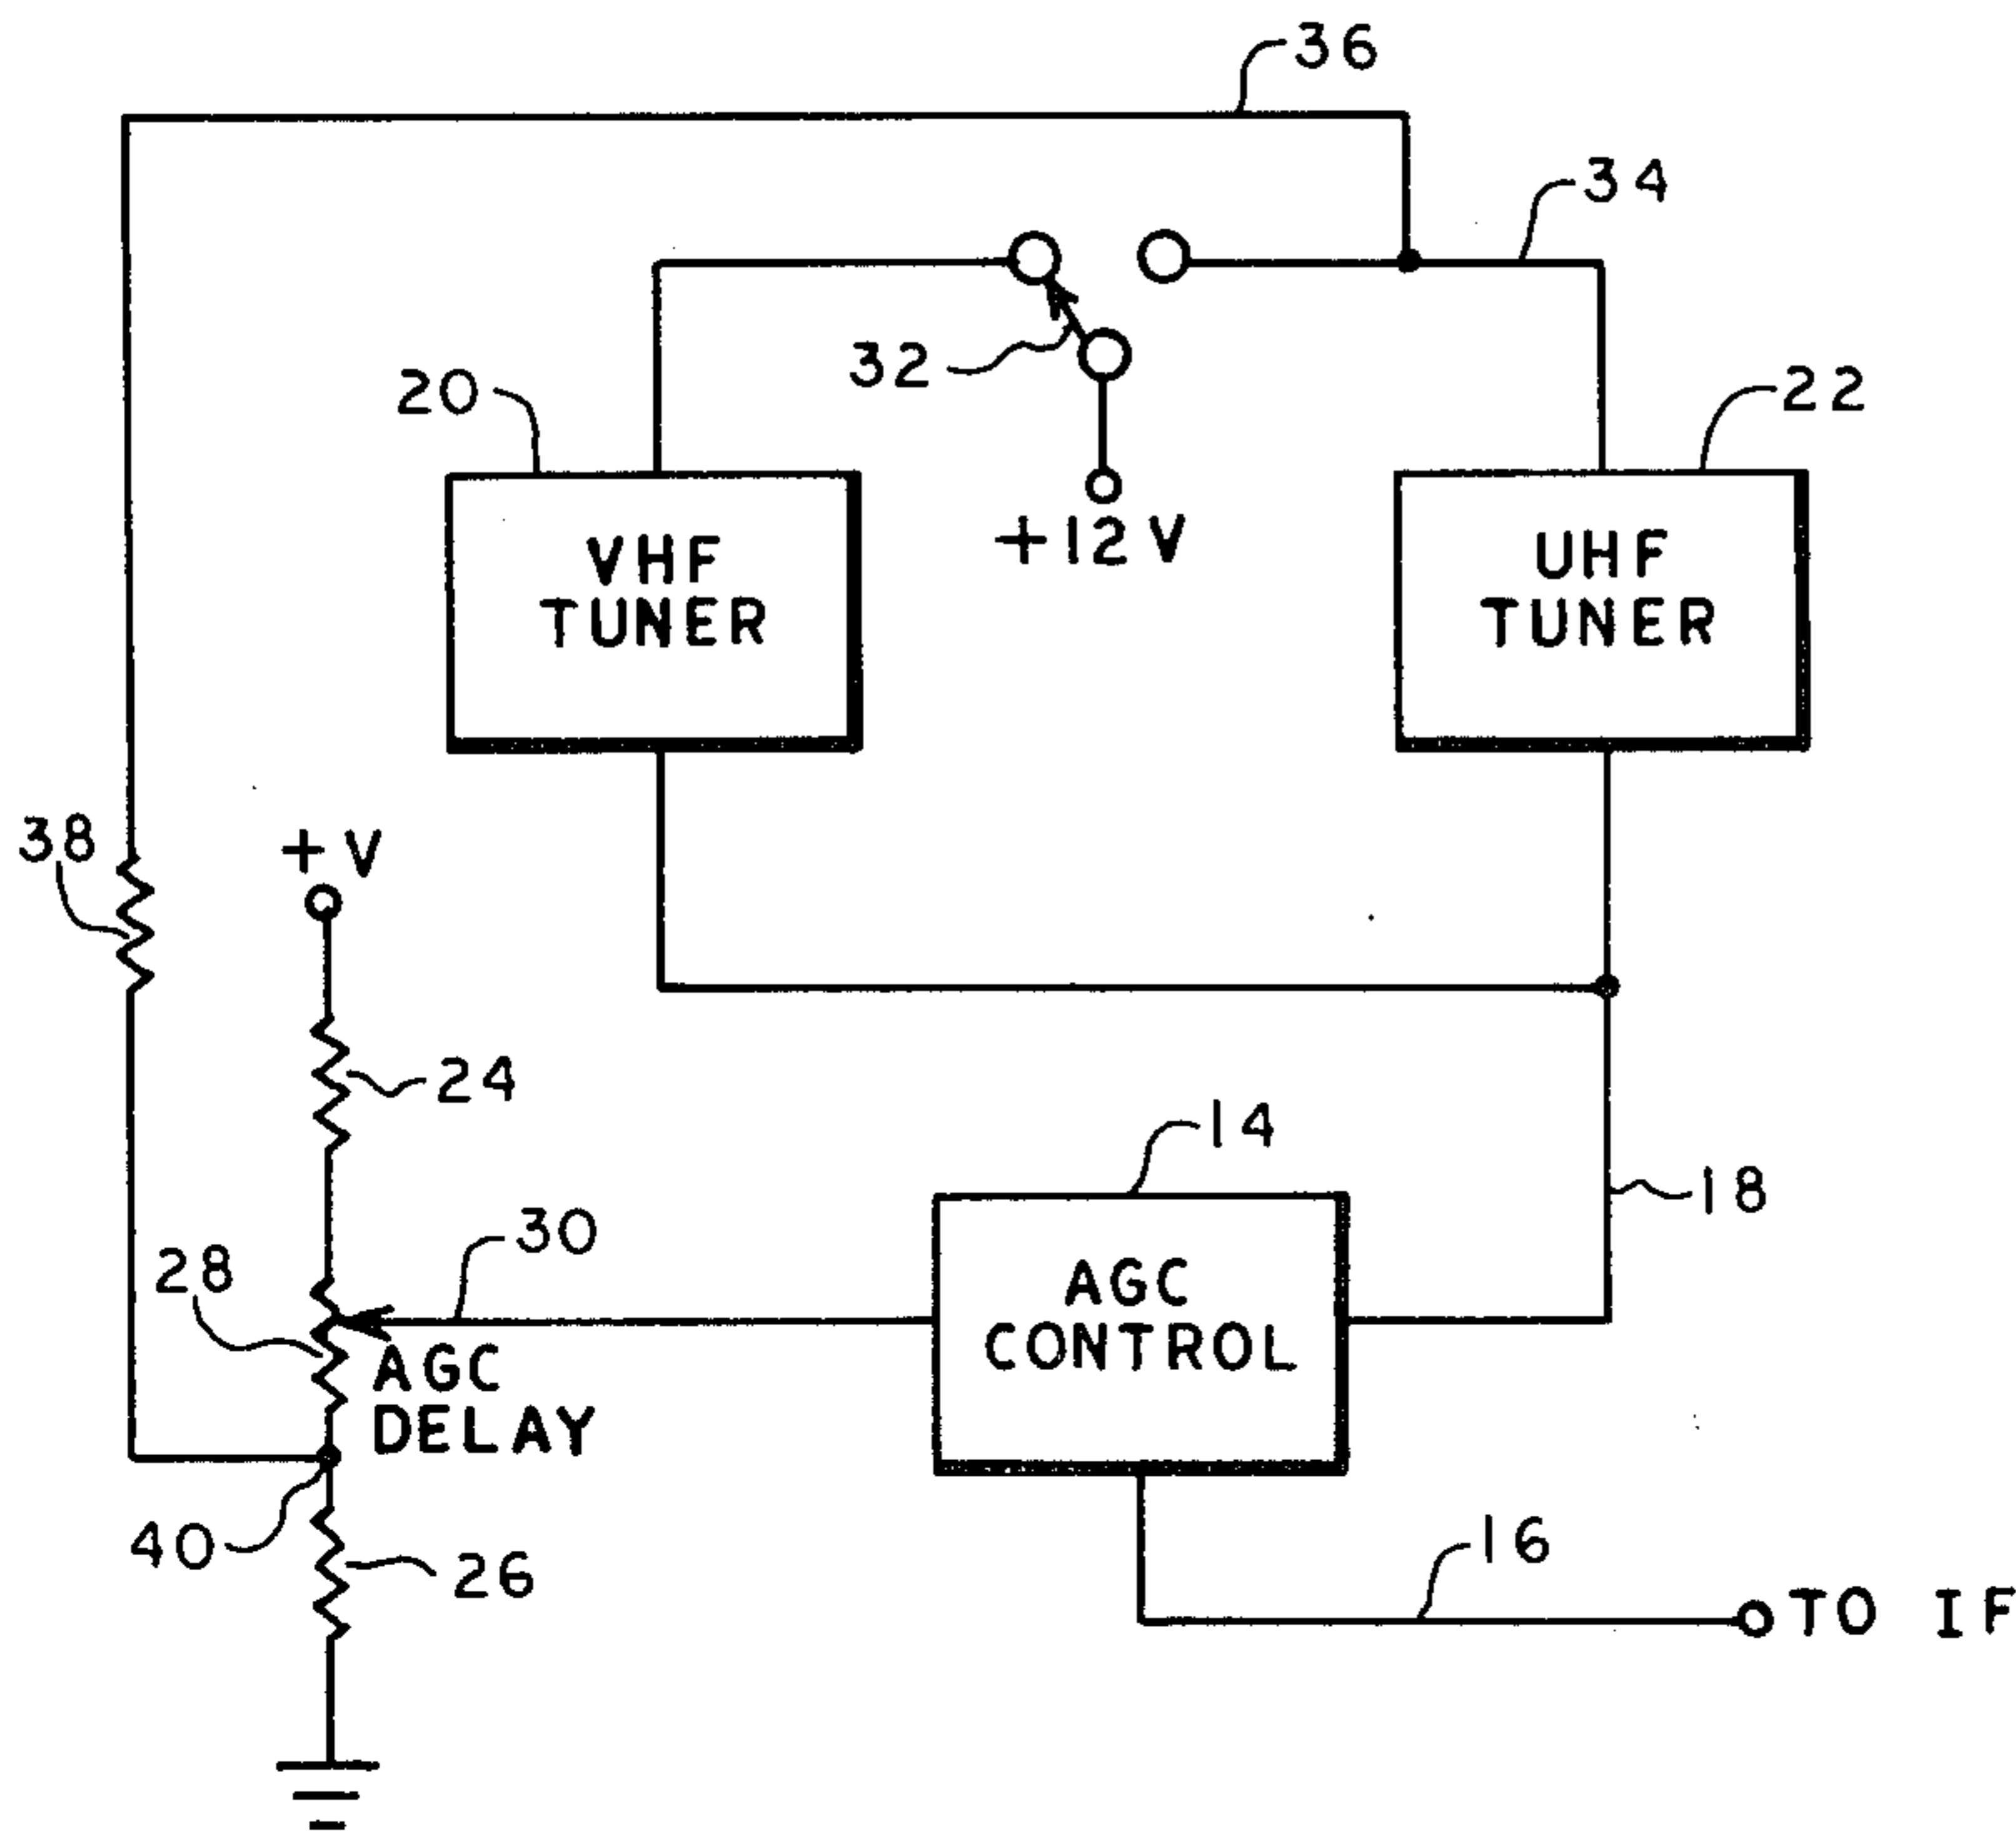 36
34
32
20
22
+12V
VHF
TUNER
UHF
TUNER
38
+V
24
14
18
30
28
AGC
CONTROL
AGC
DELAY
40
26
16
TO IF